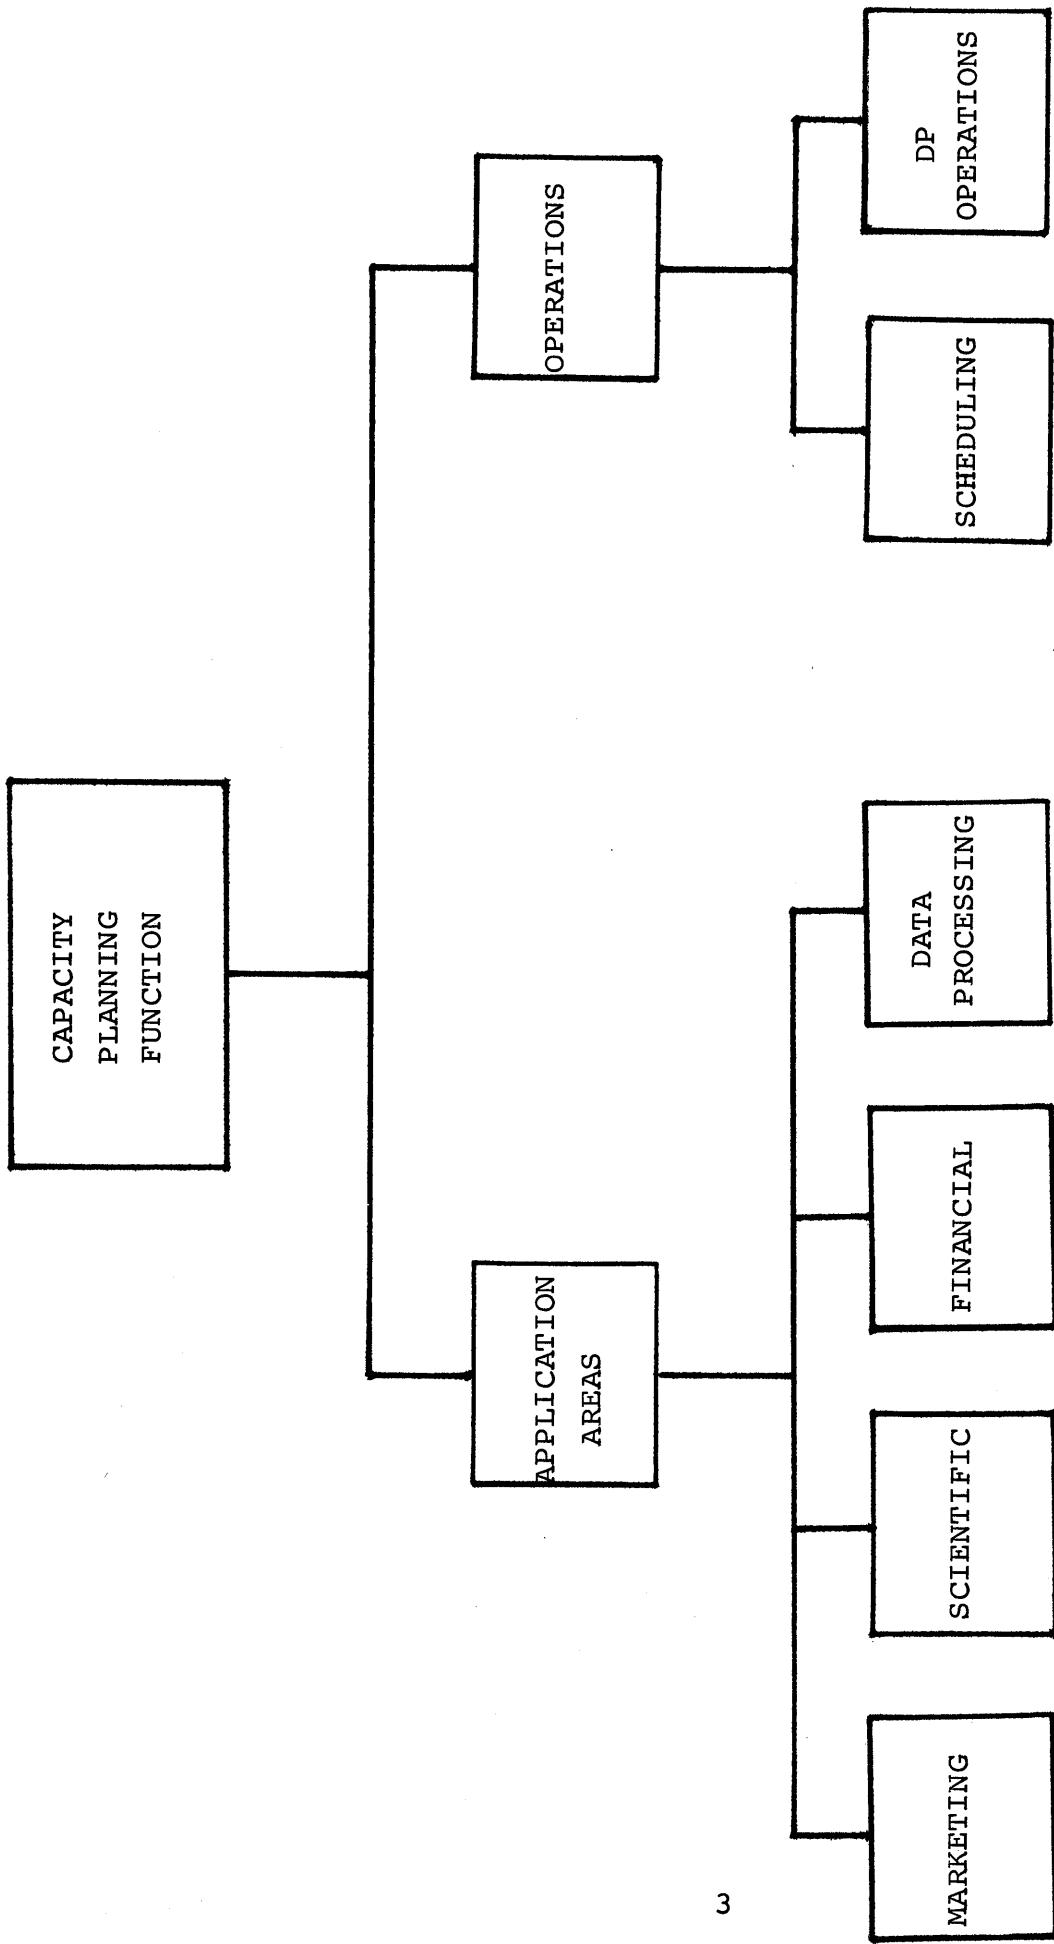 CAPACITY
PLANNING
FUNCTION
APPLICATION
AREAS
OPERATIONS
MARKETING
SCIENTIFIC
FINANCIAL
DATA
PROCESSING
SCHEDULING
DP
OPERATIONS
3